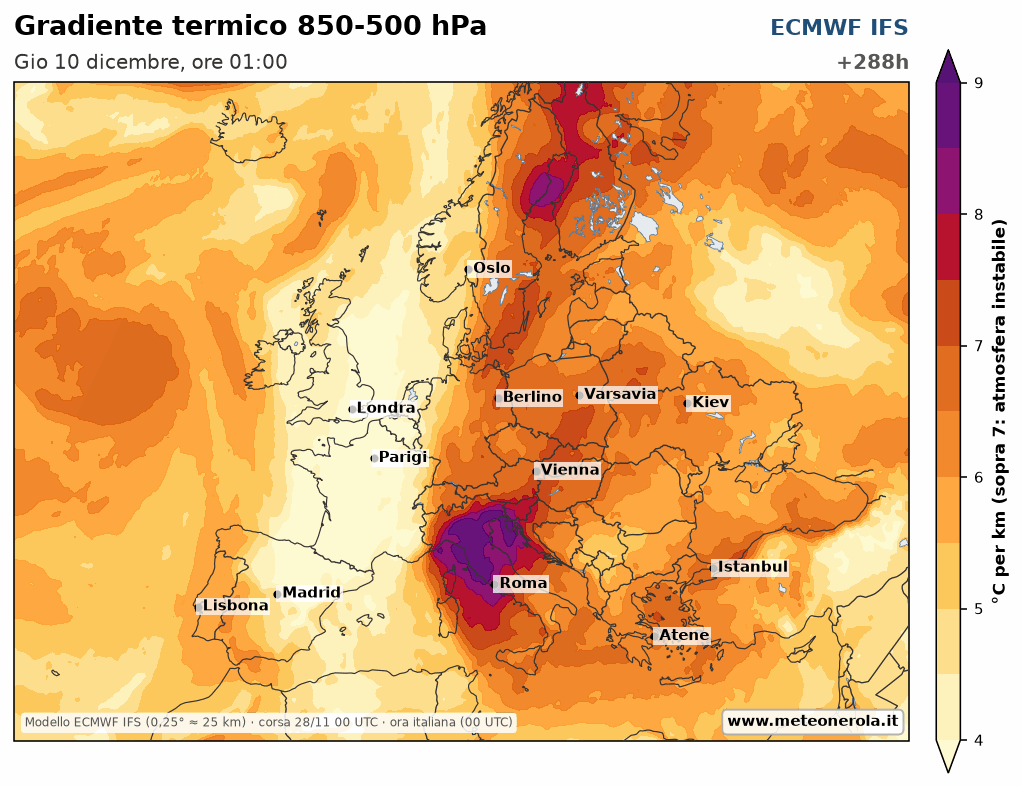 Gradiente termico 850-500 hPa
ECMWF IFS
Gio 10 dicembre, ore 01:00
+288h
9
8
7
6
5
4
°C per km (sopra 7: atmosfera instabile)
Oslo
Berlino
Varsavia
Kiev
Londra
Parigi
Vienna
Istanbul
Roma
Madrid
Lisbona
Atene
Modello ECMWF IFS (0,25° ≈ 25 km) · corsa 28/11 00 UTC · ora italiana (00 UTC)
www.meteonerola.it